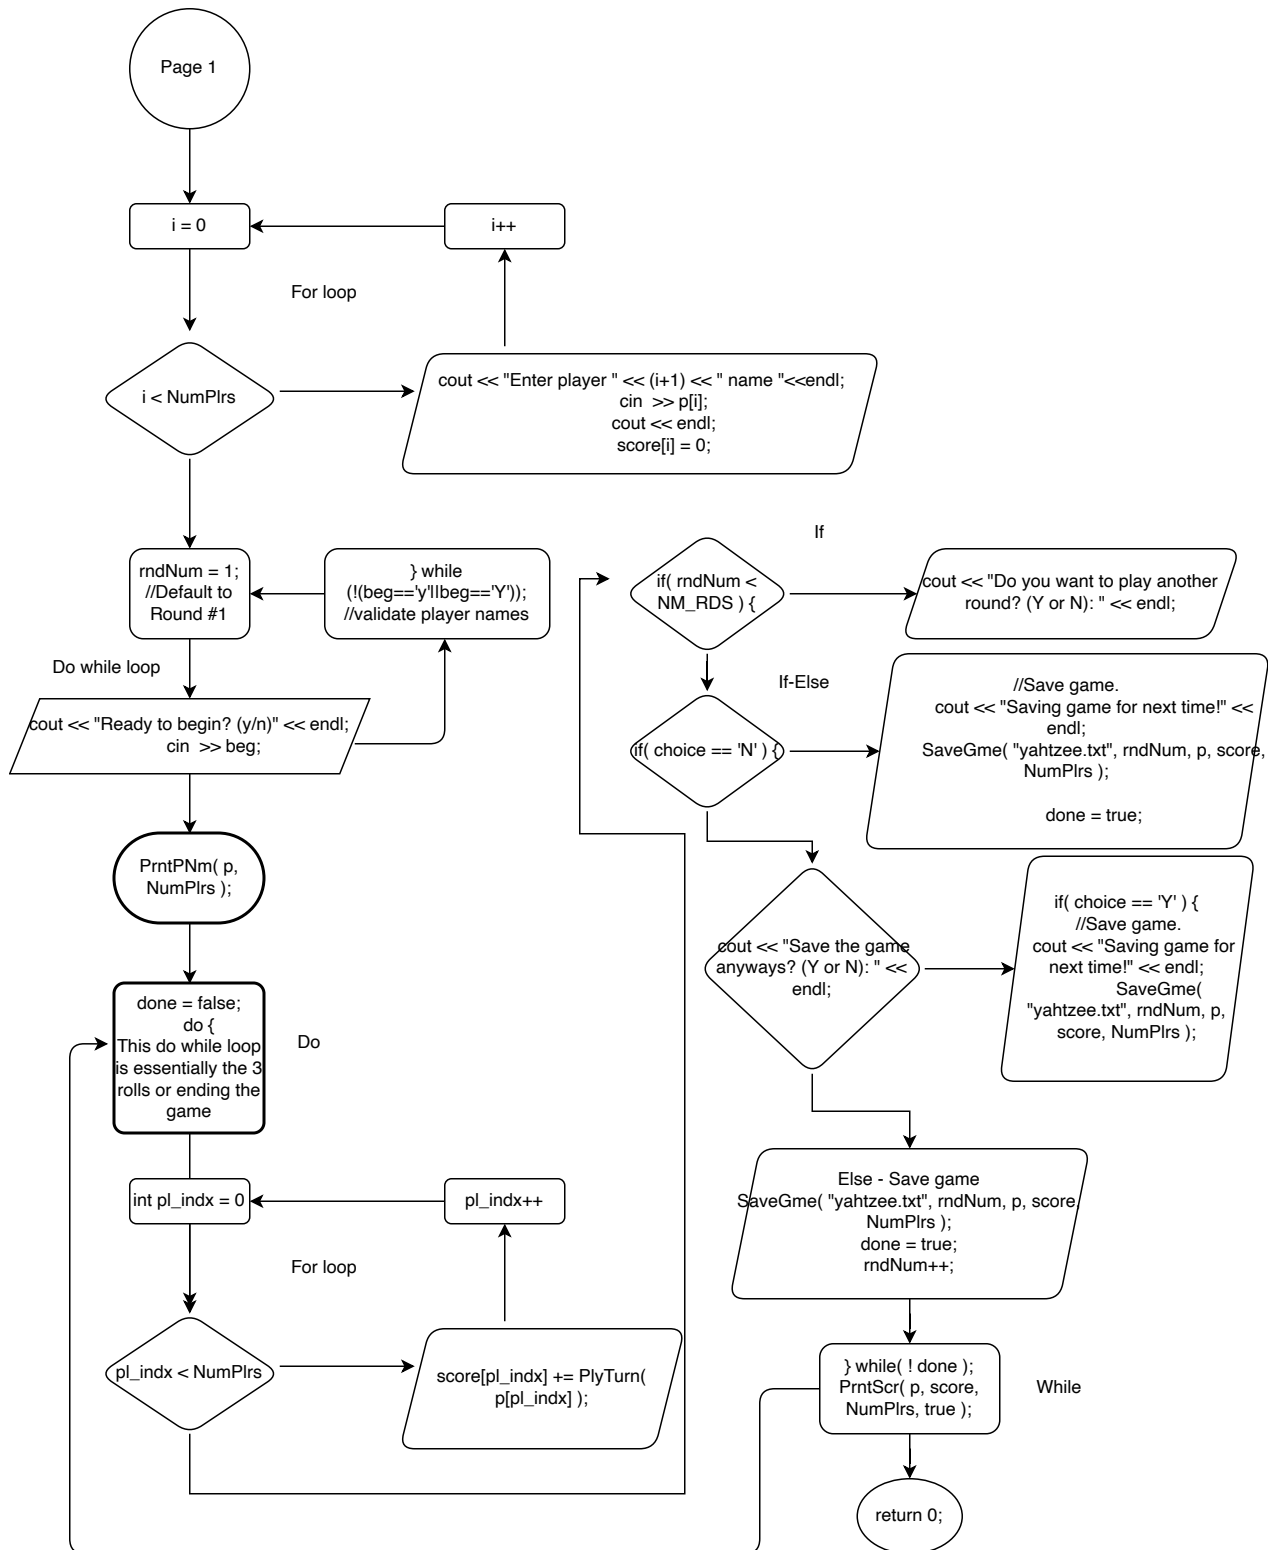 Page 1
i = 0
i++
For loop
i < NumPlrs
cout << "Enter player " << (i+1) << " name "<<endl;
cin >> p[i];
cout << endl;
score[i] = 0;
rndNum = 1;
//Default to
Round #1
} while
(!(beg=='y'||beg=='Y'));
//validate player names
Do while loop
cout << "Ready to begin? (y/n)" << endl;
cin >> beg;
PrntPNm( p,
NumPlrs );
done = false;
do {
This do while loop
is essentially the 3
rolls or ending the
game
Do
int pl_indx = 0
pl_indx++
For loop
pl_indx < NumPlrs
score[pl_indx] += PlyTurn(
p[pl_indx] );
If
if( rndNum <
NM_RDS ) {
cout << "Do you want to play another
round? (Y or N): " << endl;
If-Else
if( choice == 'N' ) {
//Save game.
cout << "Saving game for next time!" <<
endl;
SaveGme( "yahtzee.txt", rndNum, p, score,
NumPlrs );
done = true;
cout << "Save the game
anyways? (Y or N): " <<
endl;
if( choice == 'Y' ) {
//Save game.
cout << "Saving game for
next time!" << endl;
SaveGme(
"yahtzee.txt", rndNum, p,
score, NumPlrs );
Else - Save game
SaveGme( "yahtzee.txt", rndNum, p, score,
NumPlrs );
done = true;
rndNum++;
} while( ! done );
PrntScr( p, score,
NumPlrs, true );
While
return 0;